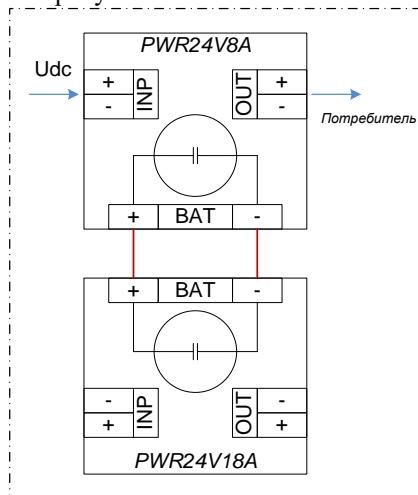 PWR24V8A
Udc
+ INP OUT +
- -
Потребитель
+ BAT -
+ BAT -
- INP OUT -
+ +
PWR24V18A